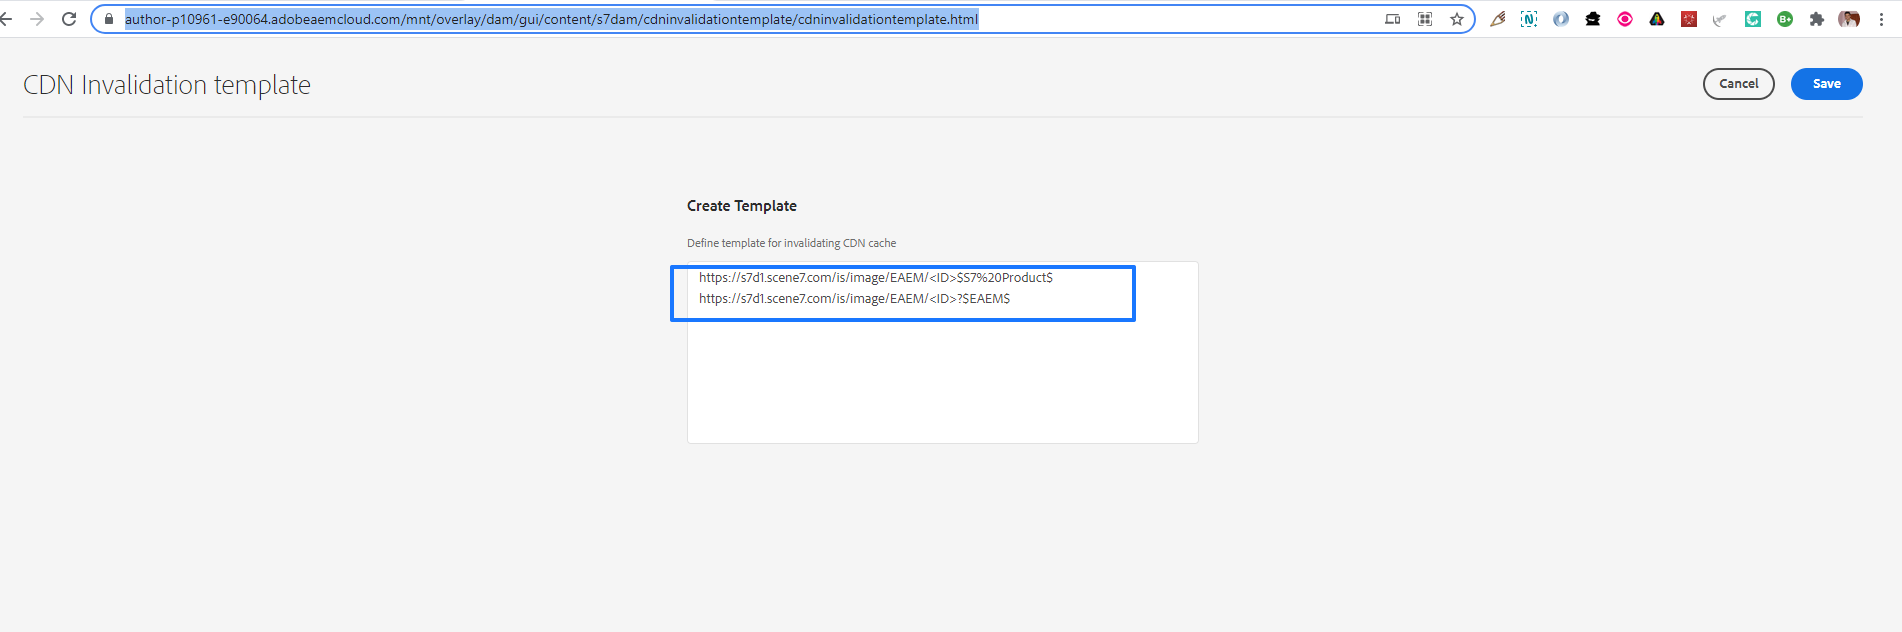 author-p10961-e90064.adobeaemcloud.com/mnt/overlay/dam/gui/content/s7dam/cdninvalidationtemplate/cdninvalidationtemplate.html
N
B+
CDN Invalidation template
Cancel
Save
Create Template
Define template for invalidating CDN cache
https://s7d1.scene7.com/is/image/EAEM/<ID>$S7%20Product$
https://s7d1.scene7.com/is/image/EAEM/<ID>?$EAEM$